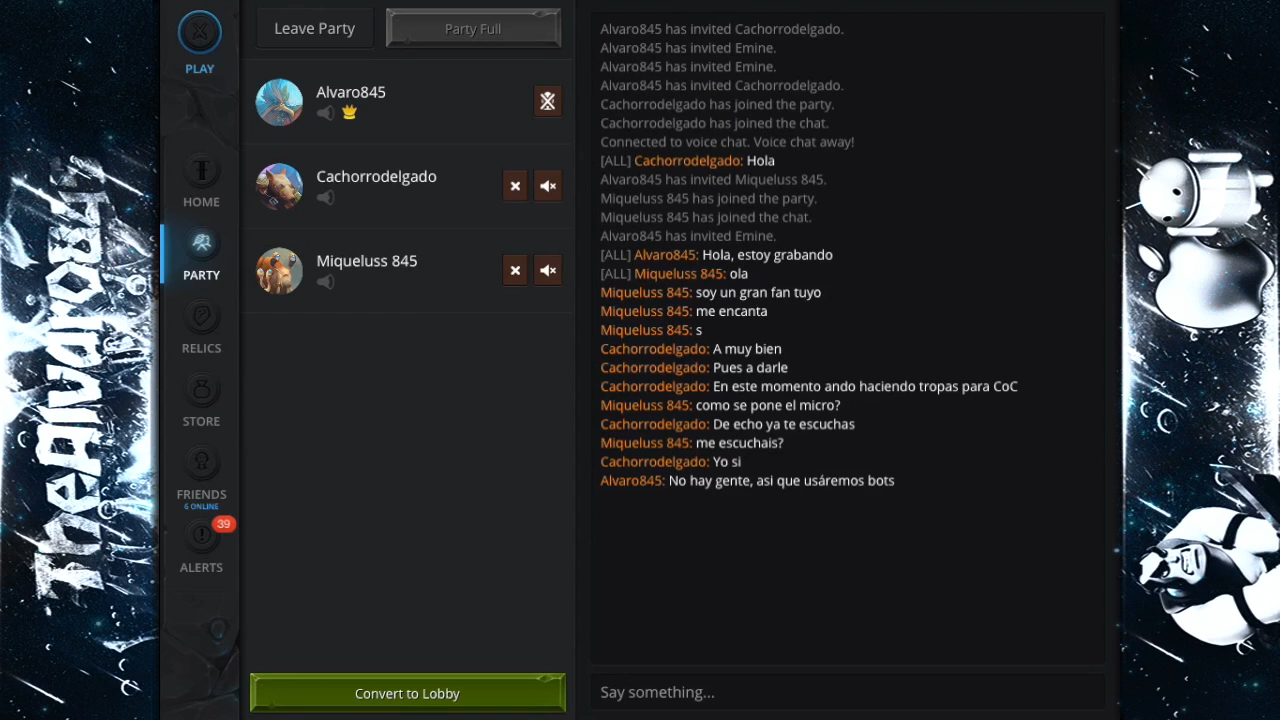 TheAlvaro845
PLAY
HOME
PARTY
RELICS
STORE
FRIENDS
6 ONLINE
39
ALERTS
Leave Party
Party Full
Alvaro845
Cachorrodelgado
Miqueluss 845
Convert to Lobby
Alvaro845 has invited Cachorrodelgado.
Alvaro845 has invited Emine.
Alvaro845 has invited Emine.
Alvaro845 has invited Cachorrodelgado.
Cachorrodelgado has joined the party.
Cachorrodelgado has joined the chat.
Connected to voice chat. Voice chat away!
[ALL] Cachorrodelgado: Hola
Alvaro845 has invited Miqueluss 845.
Miqueluss 845 has joined the party.
Miqueluss 845 has joined the chat.
Alvaro845 has invited Emine.
[ALL] Alvaro845: Hola, estoy grabando
[ALL] Miqueluss 845: ola
Miqueluss 845: soy un gran fan tuyo
Miqueluss 845: me encanta
Miqueluss 845: s
Cachorrodelgado: A muy bien
Cachorrodelgado: Pues a darle
Cachorrodelgado: En este momento ando haciendo tropas para CoC
Miqueluss 845: como se pone el micro?
Cachorrodelgado: De echo ya te escuchas
Miqueluss 845: me escuchais?
Cachorrodelgado: Yo si
Alvaro845: No hay gente, asi que usáremos bots
Say something...